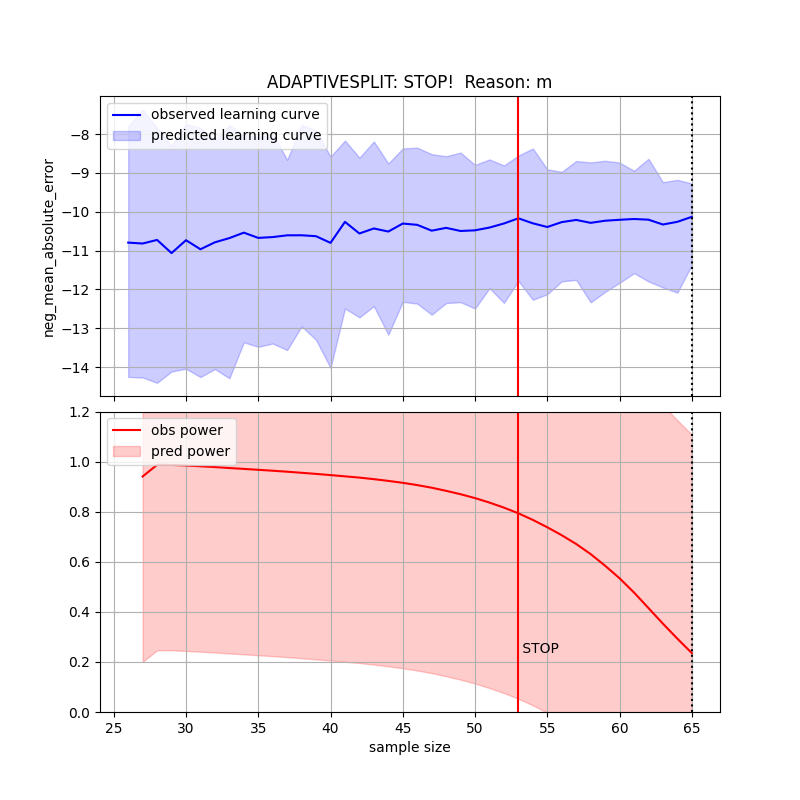 ADAPTIVESPLIT: STOP!  Reason: m
observed learning curve
predicted learning curve
neg_mean_absolute_error
−8
−9
−10
−11
−12
−13
−14
obs power
pred power
1.2
1.0
0.8
0.6
0.4
0.2
0.0
STOP
25 30 35 40 45 50 55 60 65
sample size